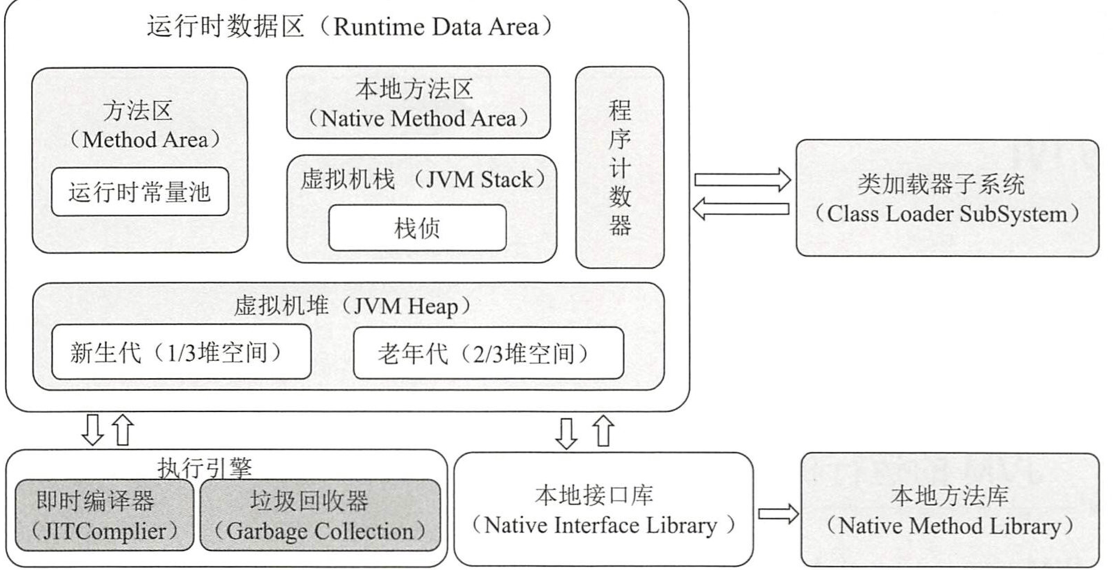 运行时数据区（Runtime Data Area）
方法区
（Method Area）
运行时常量池
本地方法区
（Native Method Area）
虚拟机栈 （JVM Stack）
栈侦
程
序
计
数
器
类加载器子系统
（Class Loader SubSystem）
虚拟机堆（JVM Heap）
新生代（1/3堆空间）
老年代（2/3堆空间）
执行引擎
即时编译器
（JITComplier）
垃圾回收器
（Garbage Collection）
本地接口库
（Native Interface Library ）
本地方法库
（Native Method Library）